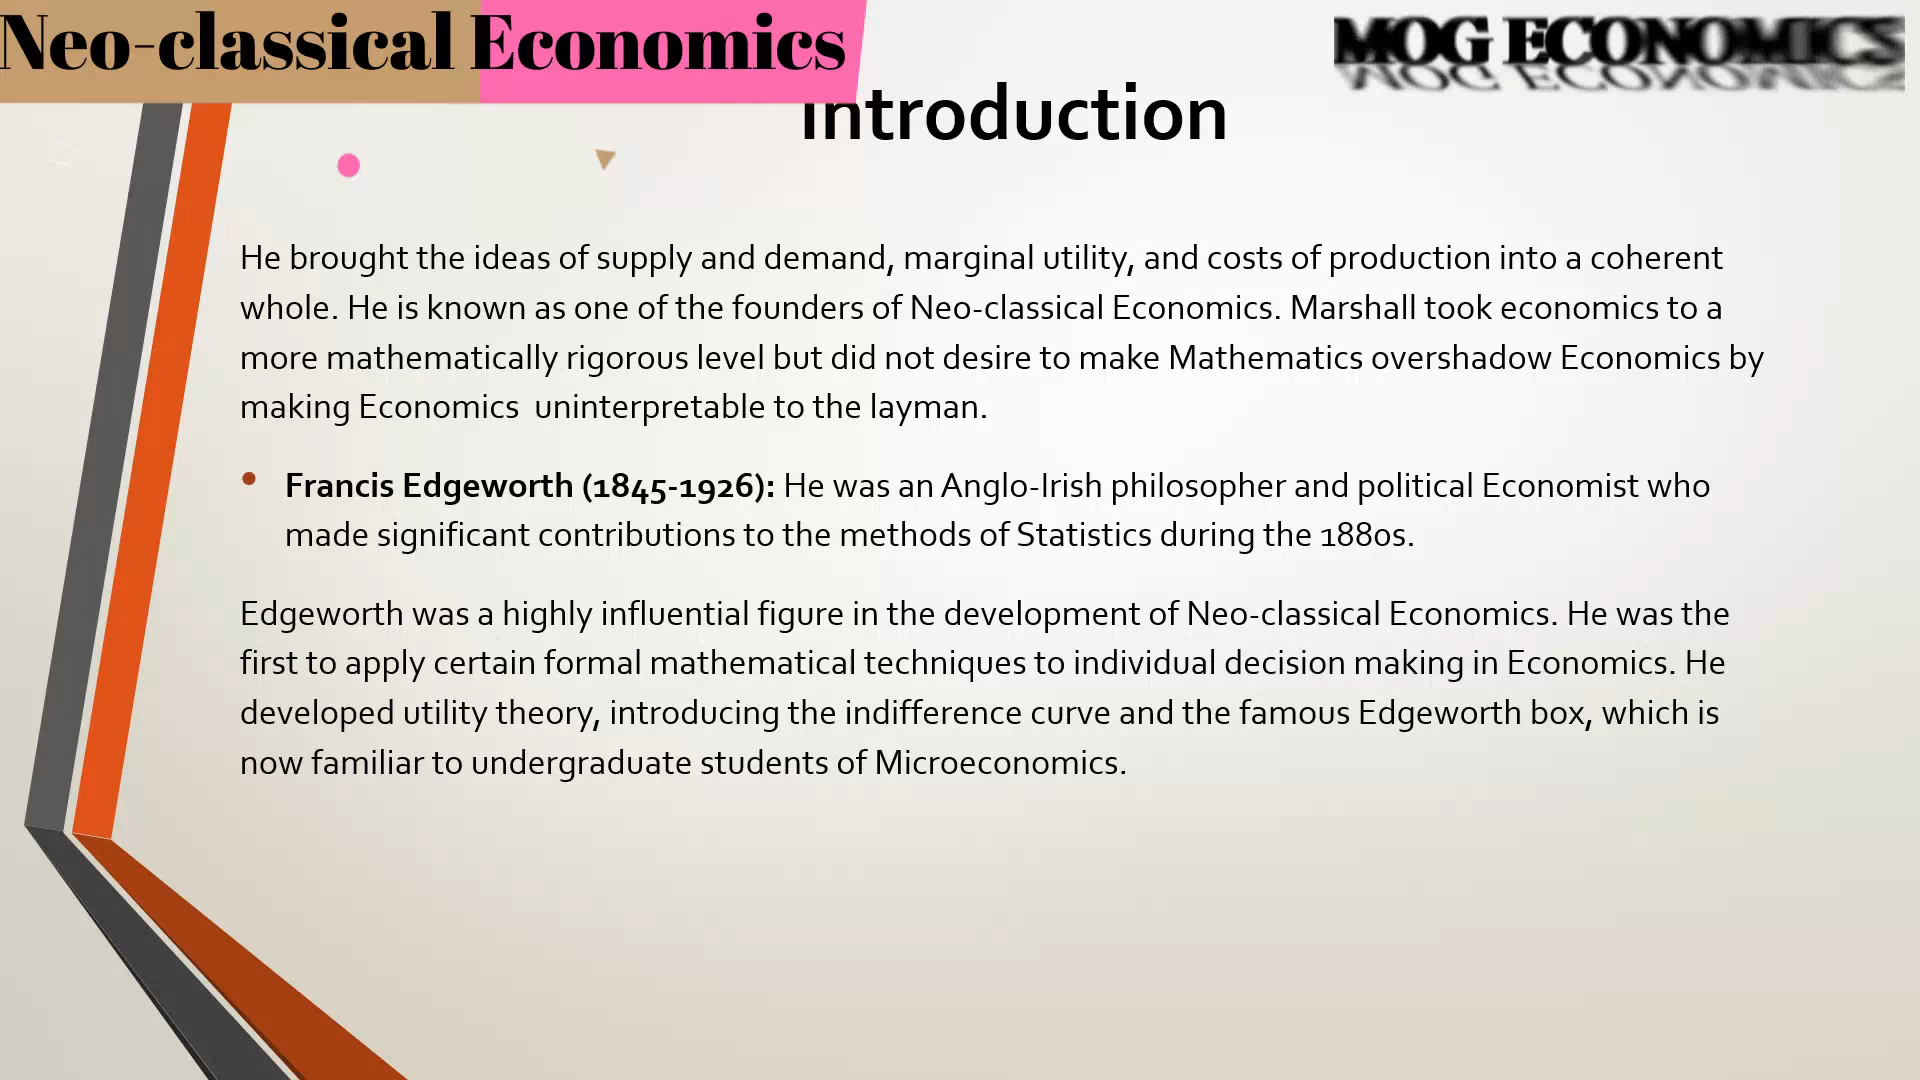 Neo-classical Economics
MOG ECONOMICS
Introduction
He brought the ideas of supply and demand, marginal utility, and costs of production into a coherent
whole. He is known as one of the founders of Neo-classical Economics. Marshall took economics to a
more mathematically rigorous level but did not desire to make Mathematics overshadow Economics by
making Economics  uninterpretable to the layman.
• Francis Edgeworth (1845-1926): He was an Anglo-Irish philosopher and political Economist who
made significant contributions to the methods of Statistics during the 1880s.
Edgeworth was a highly influential figure in the development of Neo-classical Economics. He was the
first to apply certain formal mathematical techniques to individual decision making in Economics. He
developed utility theory, introducing the indifference curve and the famous Edgeworth box, which is
now familiar to undergraduate students of Microeconomics.